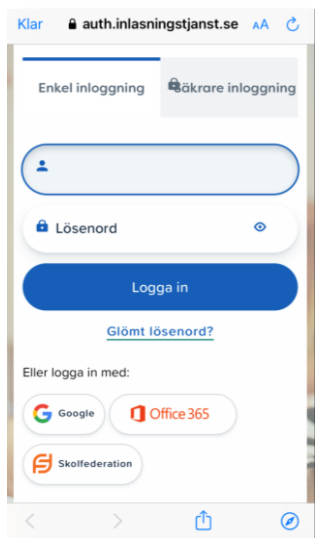 Klar auth.inlasningstjanst.se AA
Enkel inloggning
Säkrare inloggning
Lösenord
Logga in
Glömt lösenord?
Eller logga in med:
Google
Office 365
Skolfederation